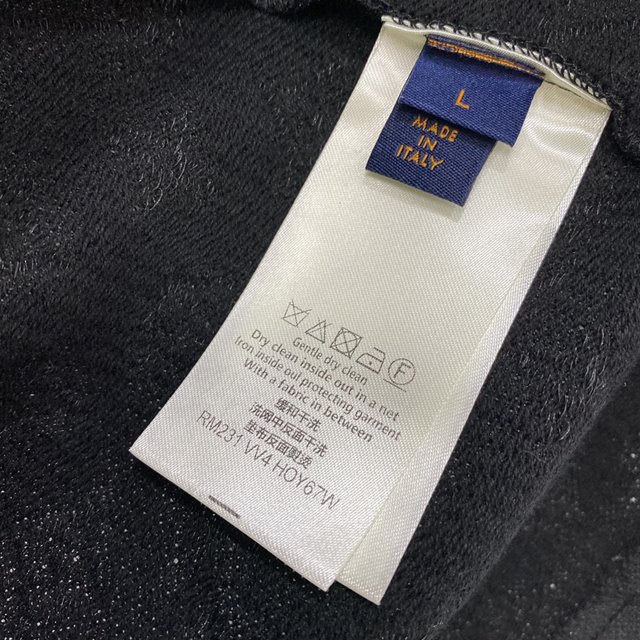 L
MADE
IN
ITALY
F
Gentle dry clean
Dry clean inside out in a net
Iron inside oui protecting garment
With a fabric in between
缓和干洗
洗网中反面干洗
垫布反面熨烫
RM231 VV4 HOY67W